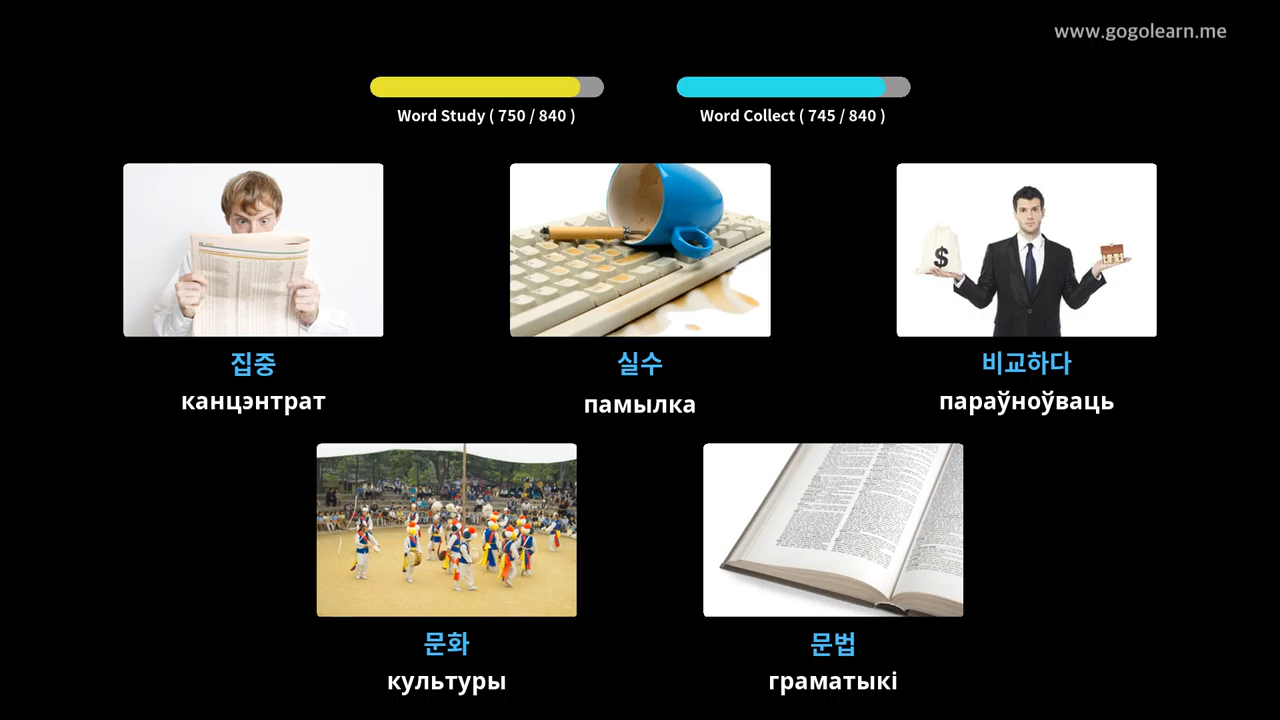 www.gogolearn.me
Word Study ( 750 / 840 )
Word Collect ( 745 / 840 )
집중
канцэнтрат
실수
памылка
비교하다
параўноўваць
문화
культуры
문법
граматыкі